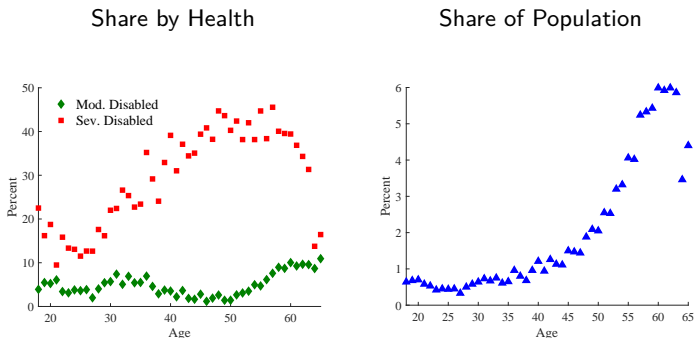 Share by Health
Share of Population
50
40
30
20
10
0
Percent
Mod. Disabled
Sev. Disabled
20 30 40 50 60
Age
6
5
4
3
2
1
0
Percent
20 25 30 35 40 45 50 55 60 65
Age